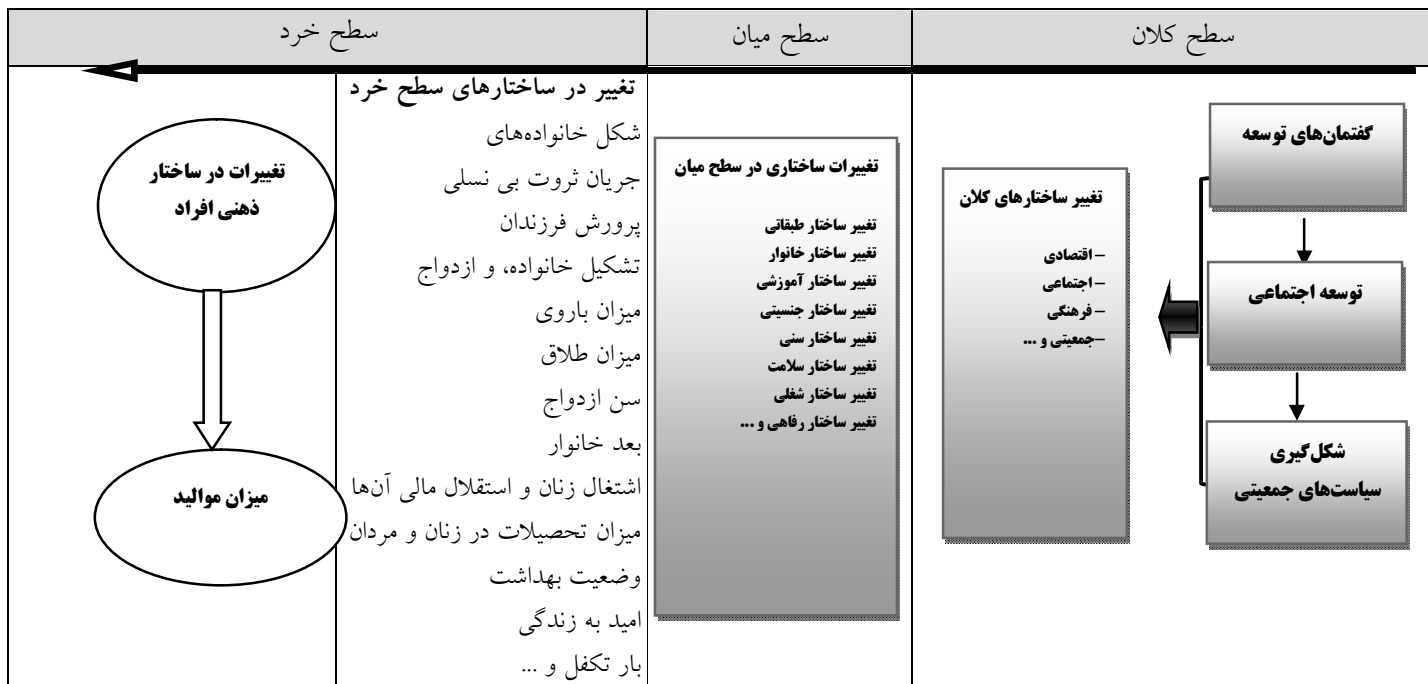 سطح کلان
سطح میان
سطح خرد
گفتمان‌های توسعه
توسعه اجتماعی
شکل‌گیری
سیاست‌های جمعیتی
تغییر ساختارهای کلان
- اقتصادی
- اجتماعی
- فرهنگی
-جمعیتی و ...
تغییرات ساختاری در سطح میان
تغییر ساختار طبقاتی
تغییر ساختار خانوار
تغییر ساختار آموزشی
تغییر ساختار جنسیتی
تغییر ساختار سنی
تغییر ساختار سلامت
تغییر ساختار شغلی
تغییر ساختار رفاهی و ...
تغییر در ساختارهای سطح خرد
شکل خانواده‌های
جریان ثروت بی نسلی
پرورش فرزندان
تشکیل خانواده، و ازدواج
میزان باروی
میزان طلاق
سن ازدواج
بعد خانوار
اشتغال زنان و استقلال مالی آن‌ها
میزان تحصیلات در زنان و مردان
وضعیت بهداشت
امید به زندگی
بار تکفل و ...
تغییرات در ساختار
ذهنی افراد
میزان موالید